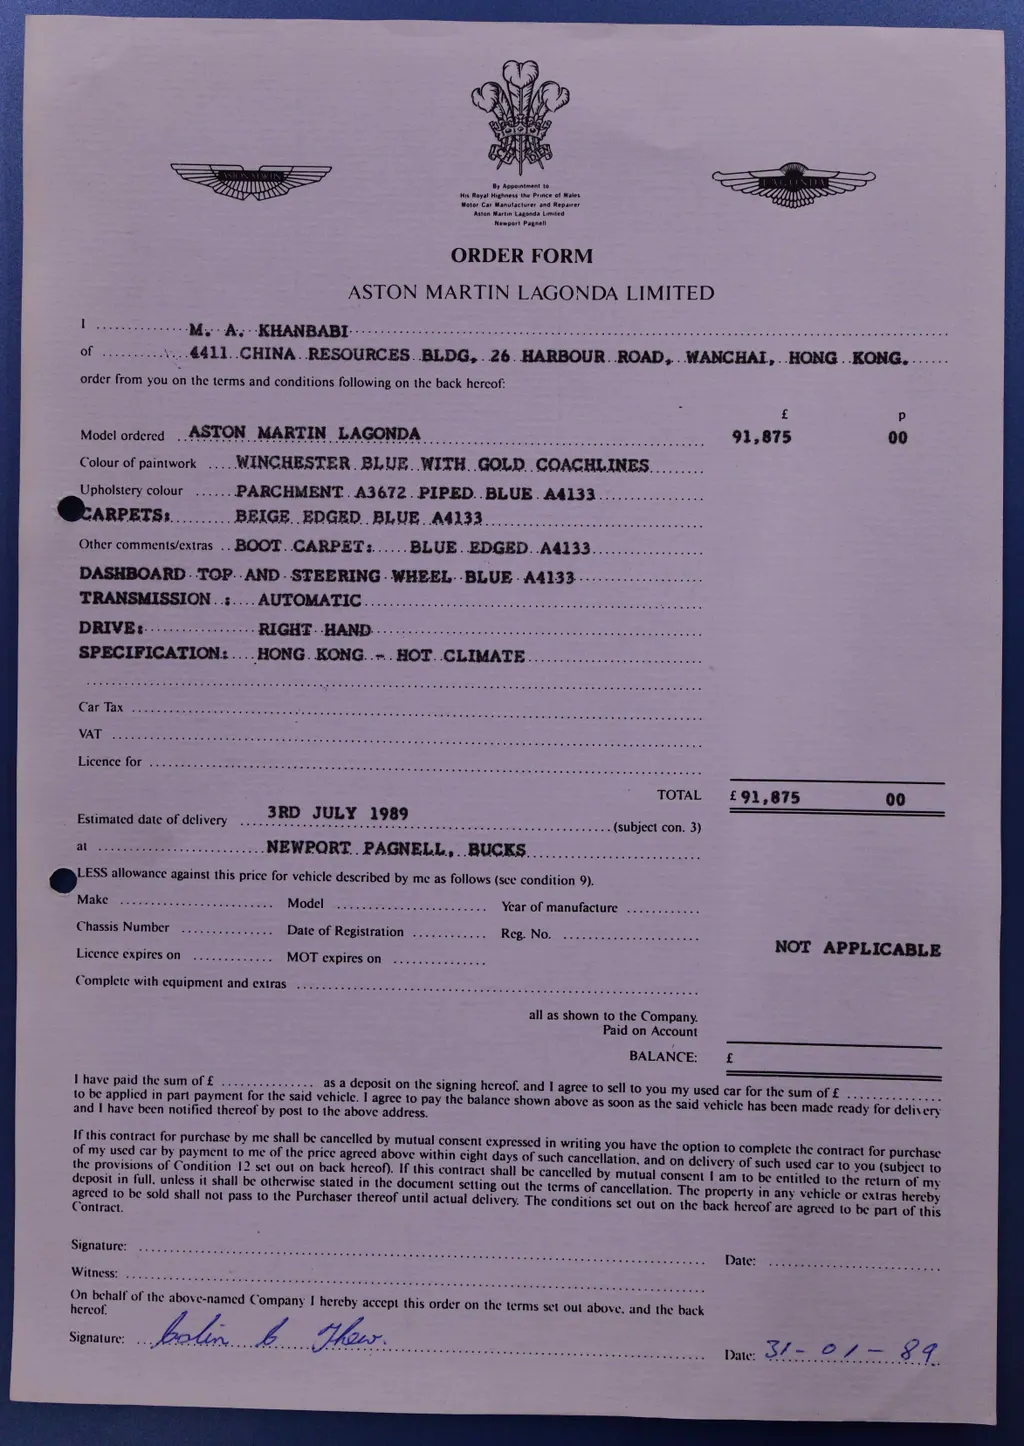 ASTON MARTIN
LAGONDA
By Appointment to
His Royal Highness the Prince of Wales
Motor Car Manufacturer and Repairer
Aston Martin Lagonda Limited
Newport Pagnell
ORDER FORM
ASTON MARTIN LAGONDA LIMITED
I M. A. KHANBABI
of 4411 CHINA RESOURCES BLDG, 26 HARBOUR ROAD, WANCHAI, HONG KONG.
order from you on the terms and conditions following on the back hereof:
£ p
Model ordered ASTON MARTIN LAGONDA 91,875 00
Colour of paintwork WINCHESTER BLUE WITH GOLD COACHLINES
Upholstery colour PARCHMENT A3672 PIPED BLUE A4133
CARPETS: BEIGE EDGED BLUE A4133
Other comments/extras BOOT CARPET: BLUE EDGED A4133
DASHBOARD TOP AND STEERING WHEEL BLUE A4133
TRANSMISSION : AUTOMATIC
DRIVE: RIGHT HAND
SPECIFICATION: HONG KONG - HOT CLIMATE
Car Tax
VAT
Licence for
TOTAL £ 91,875 00
Estimated date of delivery 3RD JULY 1989 (subject con. 3)
at NEWPORT PAGNELL, BUCKS
LESS allowance against this price for vehicle described by me as follows (see condition 9).
Make Model Year of manufacture
Chassis Number Date of Registration Reg. No.
NOT APPLICABLE
Licence expires on MOT expires on
Complete with equipment and extras
all as shown to the Company.
Paid on Account
BALANCE: £
I have paid the sum of £ as a deposit on the signing hereof, and I agree to sell to you my used car for the sum of £
to be applied in part payment for the said vehicle. I agree to pay the balance shown above as soon as the said vehicle has been made ready for delivery
and I have been notified thereof by post to the above address.
If this contract for purchase by me shall be cancelled by mutual consent expressed in writing you have the option to complete the contract for purchase
of my used car by payment to me of the price agreed above within eight days of such cancellation, and on delivery of such used car to you (subject to
the provisions of Condition 12 set out on back hereof). If this contract shall be cancelled by mutual consent I am to be entitled to the return of my
deposit in full, unless it shall be otherwise stated in the document setting out the terms of cancellation. The property in any vehicle or extras hereby
agreed to be sold shall not pass to the Purchaser thereof until actual delivery. The conditions set out on the back hereof are agreed to be part of this
Contract.
Signature: Date:
Witness:
On behalf of the above-named Company I hereby accept this order on the terms set out above, and the back
hereof.
Signature: Colin C Thew. Date: 31-01-89